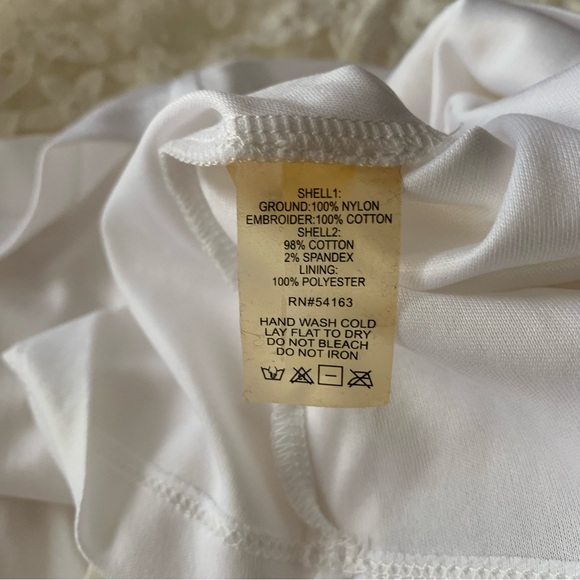 SHELL1:
GROUND:100% NYLON
EMBROIDER:100% COTTON
SHELL2:
98% COTTON
2% SPANDEX
LINING:
100% POLYESTER
RN#54163
HAND WASH COLD
LAY FLAT TO DRY
DO NOT BLEACH
DO NOT IRON